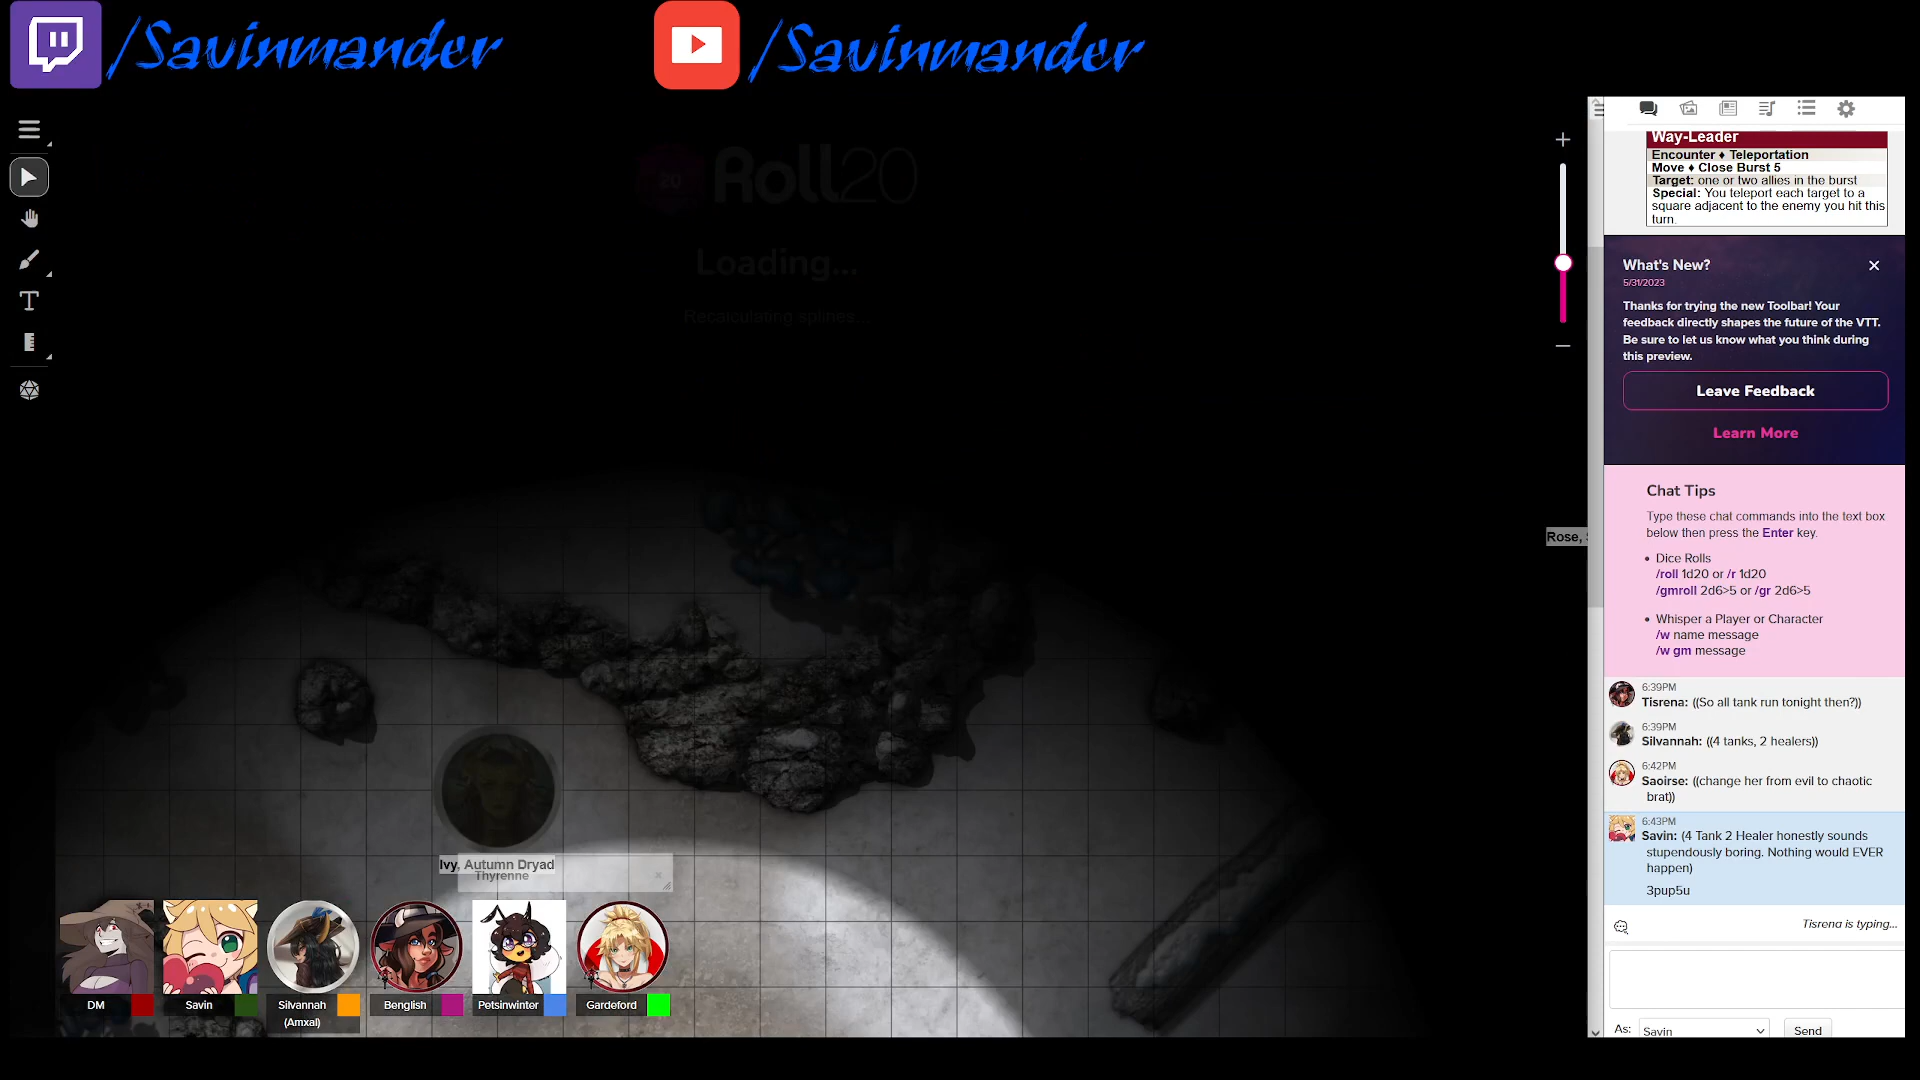 /Savinmander
/Savinmander
20
Roll20
Loading...
Recalculating splines...
Way-Leader
Encounter ♦ Teleportation
Move ♦ Close Burst 5
Target: one or two allies in the burst
Special: You teleport each target to a
square adjacent to the enemy you hit this
turn.
What's New?
5/31/2023
Thanks for trying the new Toolbar! Your
feedback directly shapes the future of the VTT.
Be sure to let us know what you think during
this preview.
Leave Feedback
Learn More
Chat Tips
Type these chat commands into the text box
below then press the Enter key.
• Dice Rolls
/roll 1d20 or /r 1d20
/gmroll 2d6>5 or /gr 2d6>5
• Whisper a Player or Character
/w name message
/w gm message
Rose,
6:39PM
Tisrena: ((So all tank run tonight then?))
6:39PM
Silvannah: ((4 tanks, 2 healers))
6:42PM
Saoirse: ((change her from evil to chaotic
brat))
6:43PM
Savin: (4 Tank 2 Healer honestly sounds
stupendously boring. Nothing would EVER
happen)
3pup5u
Tisrena is typing...
As: Savin
Send
Ivy, Autumn Dryad
Thyrenne
DM
Savin
Silvannah
(Amxal)
Benglish
Petsinwinter
Gardeford